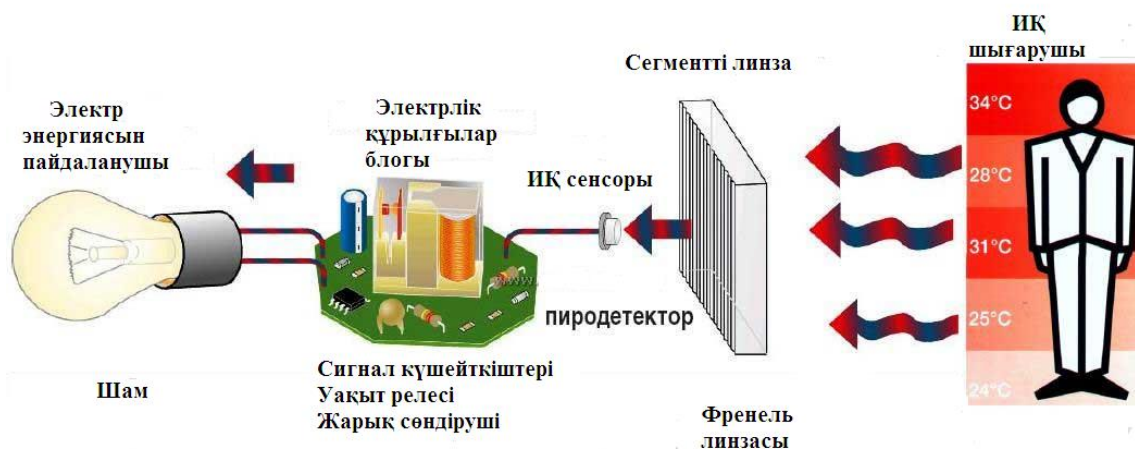 ИҚ
шығарушы
Сегментті линза
Электр
энергиясын
пайдаланушы
Электрлік
құрылғылар
блогы
ИҚ сенсоры
34°C
28°C
31°C
25°C
24°C
www.
пиродетектор
Шам
Сигнал күшейткіштері
Уақыт релесі
Жарық сөндіруші
Френель
линзасы